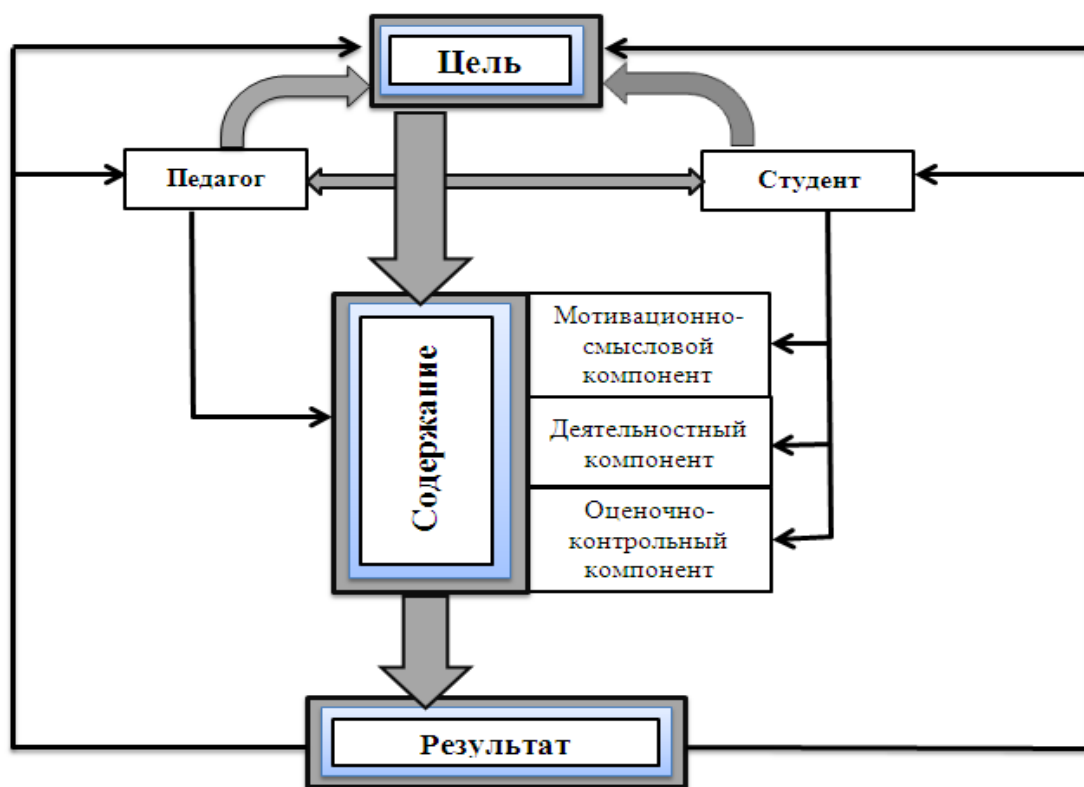 Цель
Педагог
Студент
Содержание
Мотивационно-
смысловой
компонент
Деятельностный
компонент
Оценочно-
контрольный
компонент
Результат